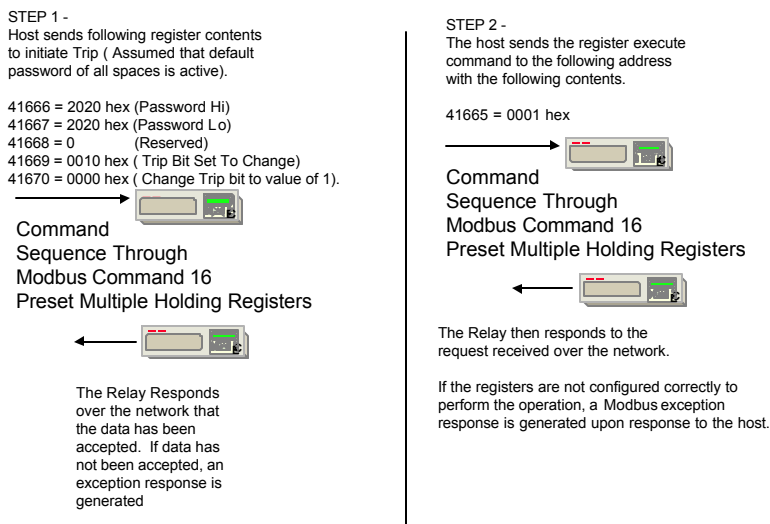 STEP 1 -
Host sends following register contents
to initiate Trip ( Assumed that default
password of all spaces is active).
41666 = 2020 hex (Password Hi)
41667 = 2020 hex (Password Lo)
41668 = 0 (Reserved)
41669 = 0010 hex ( Trip Bit Set To Change)
41670 = 0000 hex ( Change Trip bit to value of 1).
Command
Sequence Through
Modbus Command 16
Preset Multiple Holding Registers
The Relay Responds
over the network that
the data has been
accepted. If data has
not been accepted, an
exception response is
generated
STEP 2 -
The host sends the register execute
command to the following address
with the following contents.
41665 = 0001 hex
Command
Sequence Through
Modbus Command 16
Preset Multiple Holding Registers
The Relay then responds to the
request received over the network.
If the registers are not configured correctly to
perform the operation, a Modbus exception
response is generated upon response to the host.